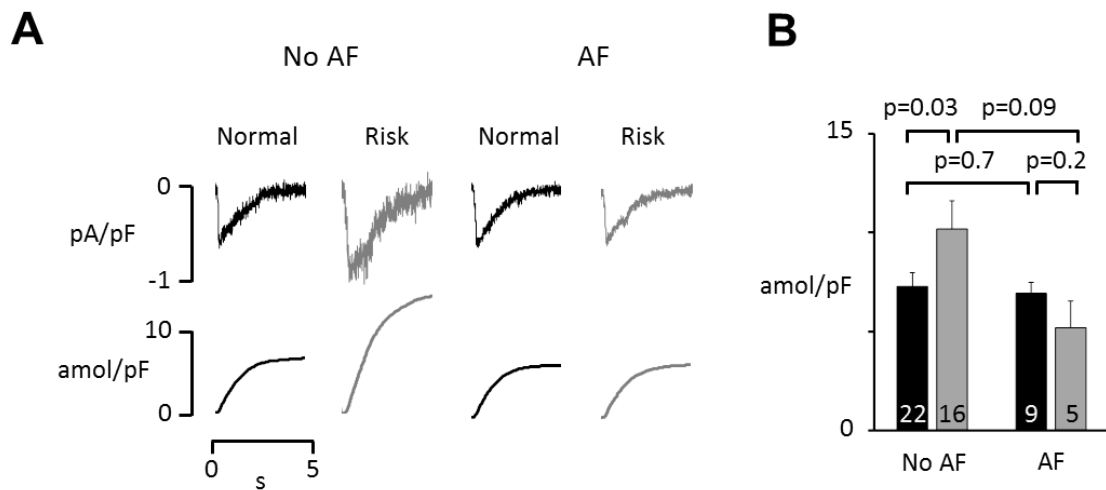 A
No AF AF
Normal Risk Normal Risk
0
pA/pF
-1
10
amol/pF
0
0 5
s
B
p=0.03 p=0.09
15
p=0.7 p=0.2
amol/pF
22 16 9 5
0
No AF AF